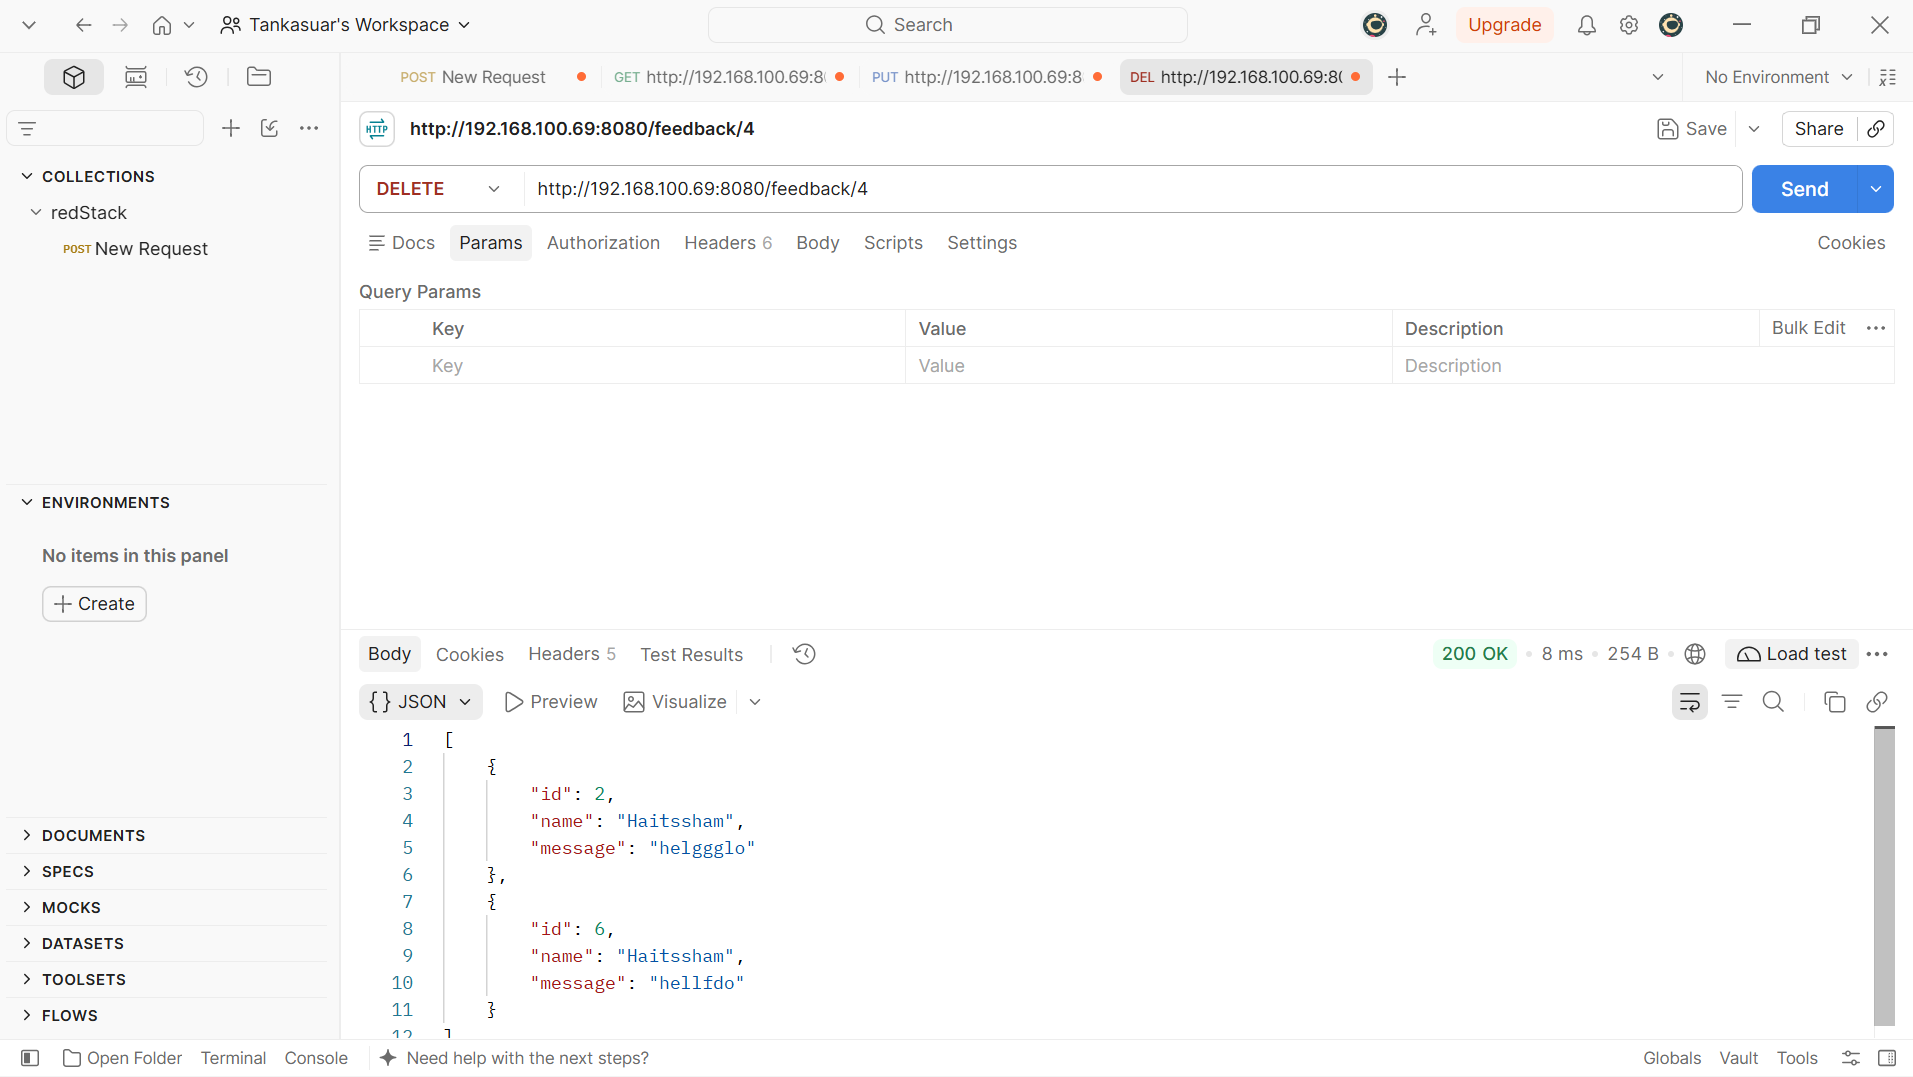 Tankasuar's Workspace
Search
Upgrade
POST New Request
GET http://192.168.100.69:8(
PUT http://192.168.100.69:8
DEL http://192.168.100.69:8(
No Environment
HTTP http://192.168.100.69:8080/feedback/4
Save
Share
COLLECTIONS
redStack
POST New Request
DELETE
http://192.168.100.69:8080/feedback/4
Send
Docs
Params
Authorization
Headers 6
Body
Scripts
Settings
Cookies
Query Params
Key Value Description Bulk Edit
Key Value Description
ENVIRONMENTS
No items in this panel
Create
DOCUMENTS
SPECS
MOCKS
DATASETS
TOOLSETS
FLOWS
Body
Cookies
Headers 5
Test Results
200 OK • 8 ms • 254 B
Load test
{} JSON
Preview
Visualize
1 [
2 {
3 "id": 2,
4 "name": "Haitssham",
5 "message": "helggglo"
6 },
7 {
8 "id": 6,
9 "name": "Haitssham",
10 "message": "hellfdo"
11 }
12 ]
Open Folder
Terminal
Console
Need help with the next steps?
Globals
Vault
Tools